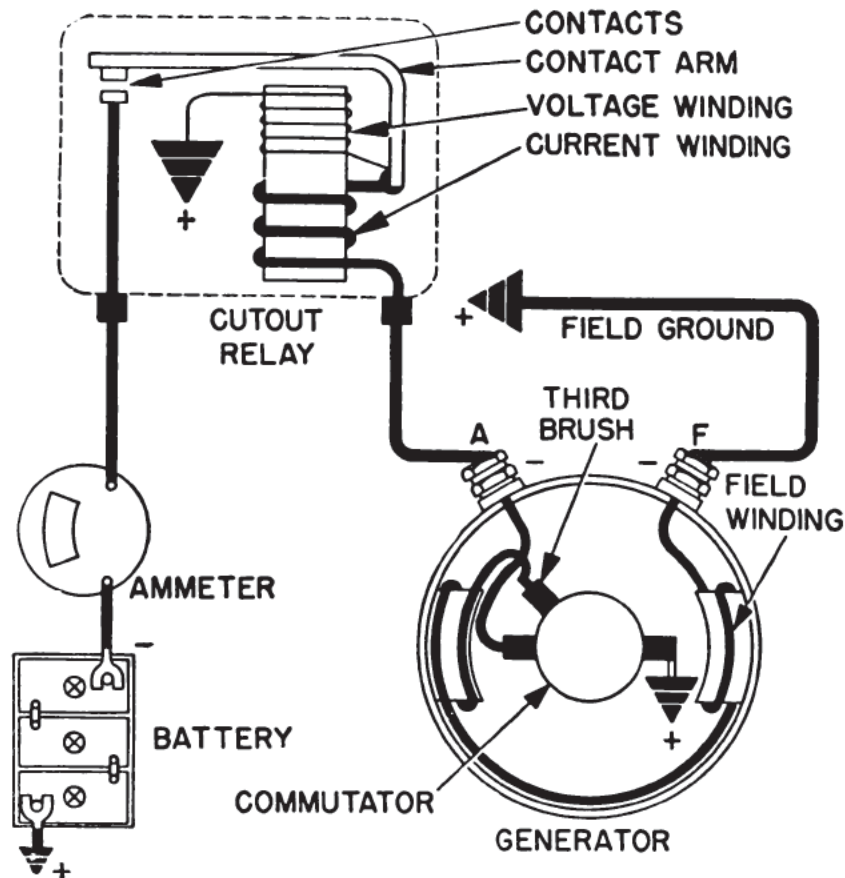 CONTACTS
CONTACT ARM
VOLTAGE WINDING
CURRENT WINDING
+
CUTOUT
RELAY
+
FIELD GROUND
THIRD
BRUSH
A
-
-
F
FIELD
WINDING
AMMETER
-
BATTERY
+
COMMUTATOR
GENERATOR
+